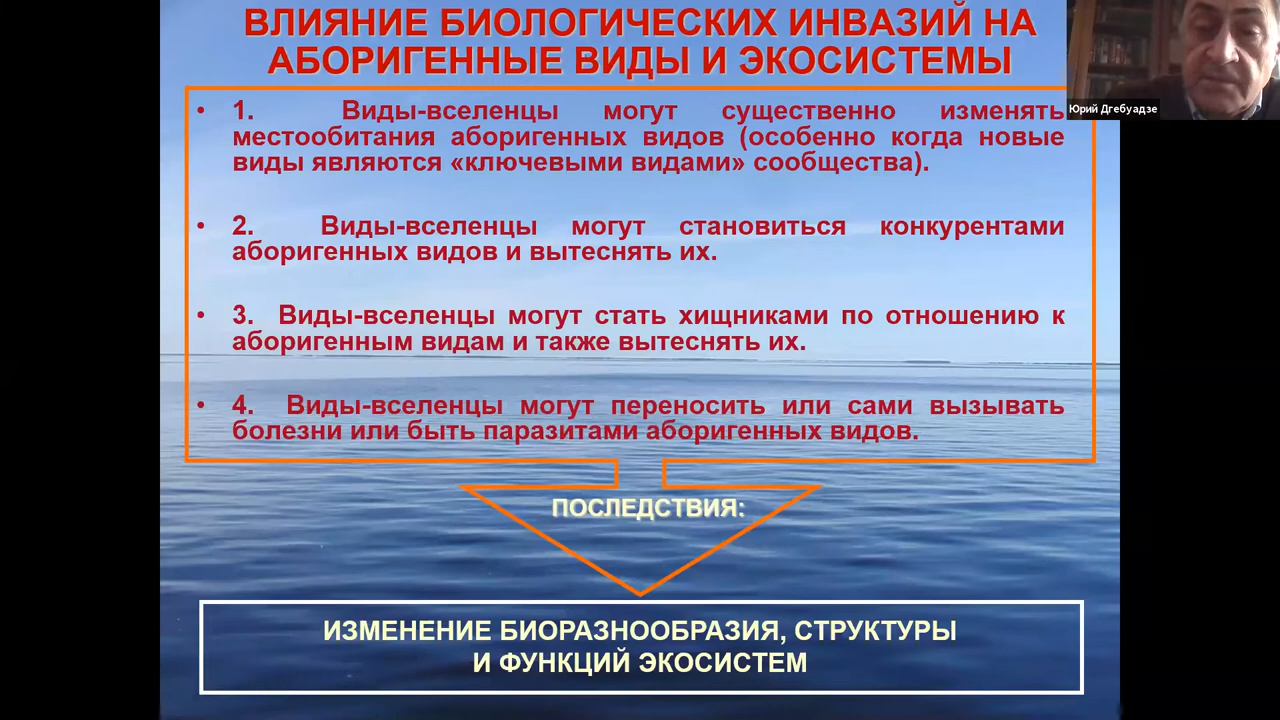 ВЛИЯНИЕ БИОЛОГИЧЕСКИХ ИНВАЗИЙ НА
АБОРИГЕННЫЕ ВИДЫ И ЭКОСИСТЕМЫ
Юрий Дгебуадзе
• 1. Виды-вселенцы могут существенно изменять
местообитания аборигенных видов (особенно когда новые
виды являются «ключевыми видами» сообщества).
• 2. Виды-вселенцы могут становиться конкурентами
аборигенных видов и вытеснять их.
• 3. Виды-вселенцы могут стать хищниками по отношению к
аборигенным видам и также вытеснять их.
• 4. Виды-вселенцы могут переносить или сами вызывать
болезни или быть паразитами аборигенных видов.
ПОСЛЕДСТВИЯ:
ИЗМЕНЕНИЕ БИОРАЗНООБРАЗИЯ, СТРУКТУРЫ
И ФУНКЦИЙ ЭКОСИСТЕМ